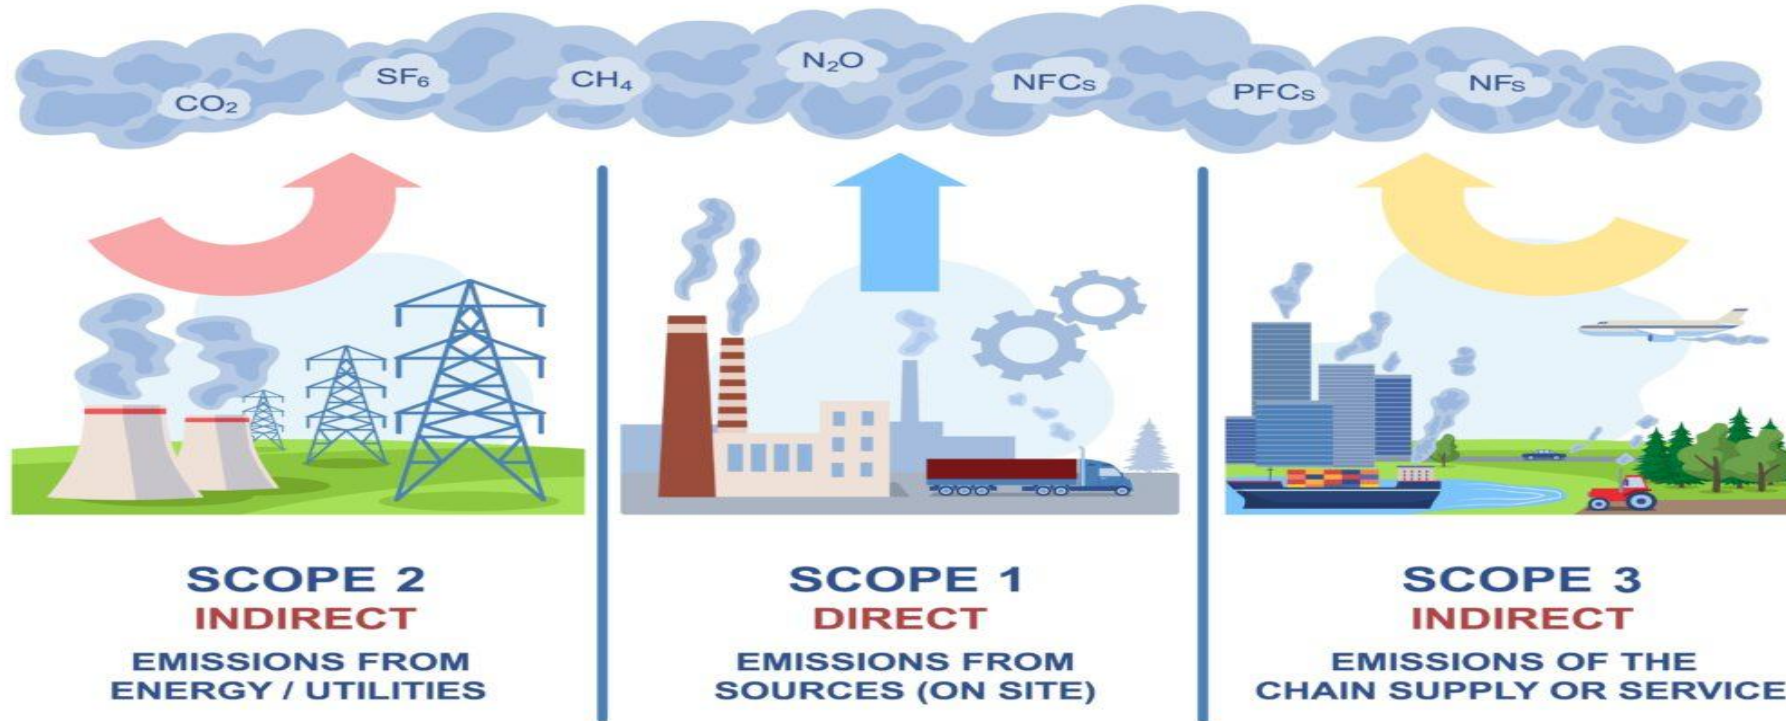 CO₂
SF₆
CH₄
N₂O
NFCs
PFCs
NFs
SCOPE 2
INDIRECT
EMISSIONS FROM
ENERGY / UTILITIES
SCOPE 1
DIRECT
EMISSIONS FROM
SOURCES (ON SITE)
SCOPE 3
INDIRECT
EMISSIONS OF THE
CHAIN SUPPLY OR SERVICE